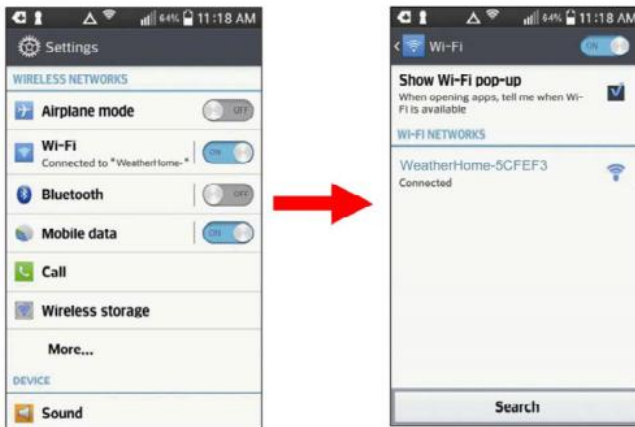 64% 11:18 AM
Settings
WIRELESS NETWORKS
Airplane mode OFF
Wi-Fi
Connected to "WeatherHome-" ON
Bluetooth OFF
Mobile data ON
Call
Wireless storage
More...
DEVICE
Sound
64% 11:18 AM
Wi-Fi ON
Show Wi-Fi pop-up
When opening apps, tell me when Wi-
Fi is available
WI-FI NETWORKS
WeatherHome-5CFEF3
Connected
Search